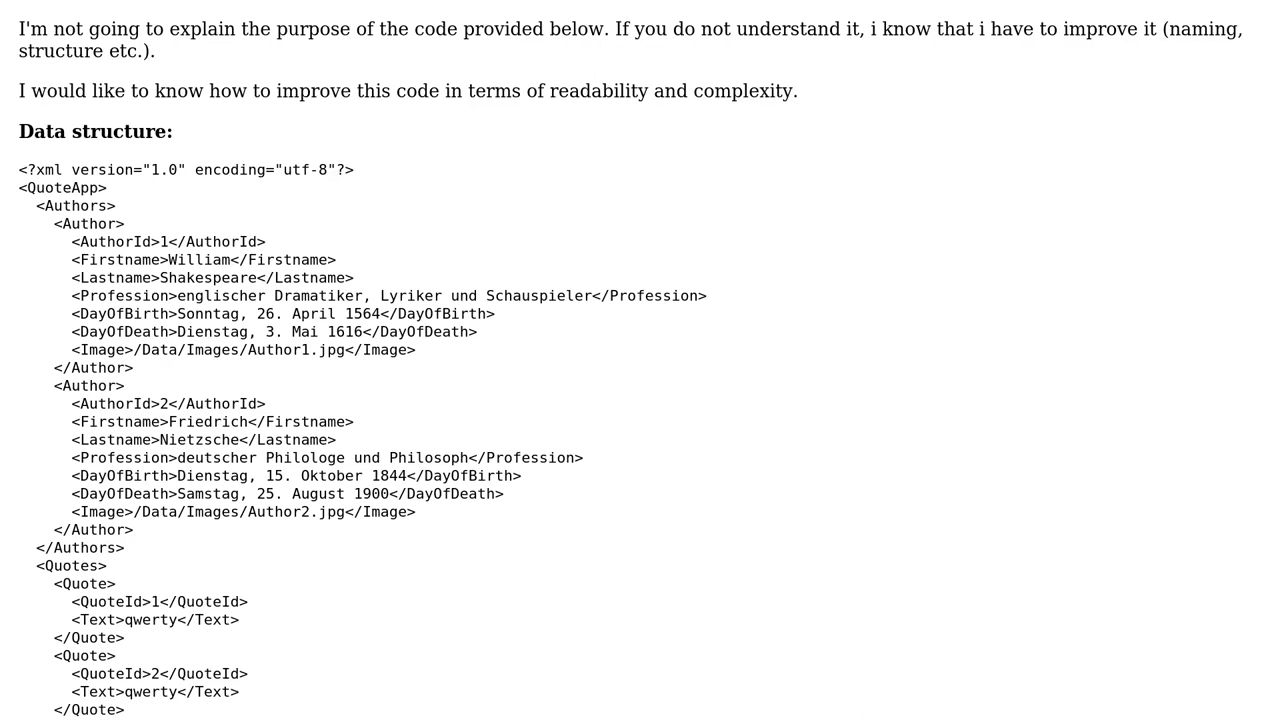 I'm not going to explain the purpose of the code provided below. If you do not understand it, i know that i have to improve it (naming,
structure etc.).
I would like to know how to improve this code in terms of readability and complexity.
Data structure:
<?xml version="1.0" encoding="utf-8"?>
<QuoteApp>
  <Authors>
    <Author>
      <AuthorId>1</AuthorId>
      <Firstname>William</Firstname>
      <Lastname>Shakespeare</Lastname>
      <Profession>englischer Dramatiker, Lyriker und Schauspieler</Profession>
      <DayOfBirth>Sonntag, 26. April 1564</DayOfBirth>
      <DayOfDeath>Dienstag, 3. Mai 1616</DayOfDeath>
      <Image>/Data/Images/Author1.jpg</Image>
    </Author>
    <Author>
      <AuthorId>2</AuthorId>
      <Firstname>Friedrich</Firstname>
      <Lastname>Nietzsche</Lastname>
      <Profession>deutscher Philologe und Philosoph</Profession>
      <DayOfBirth>Dienstag, 15. Oktober 1844</DayOfBirth>
      <DayOfDeath>Samstag, 25. August 1900</DayOfDeath>
      <Image>/Data/Images/Author2.jpg</Image>
    </Author>
  </Authors>
  <Quotes>
    <Quote>
      <QuoteId>1</QuoteId>
      <Text>qwerty</Text>
    </Quote>
    <Quote>
      <QuoteId>2</QuoteId>
      <Text>qwerty</Text>
    </Quote>